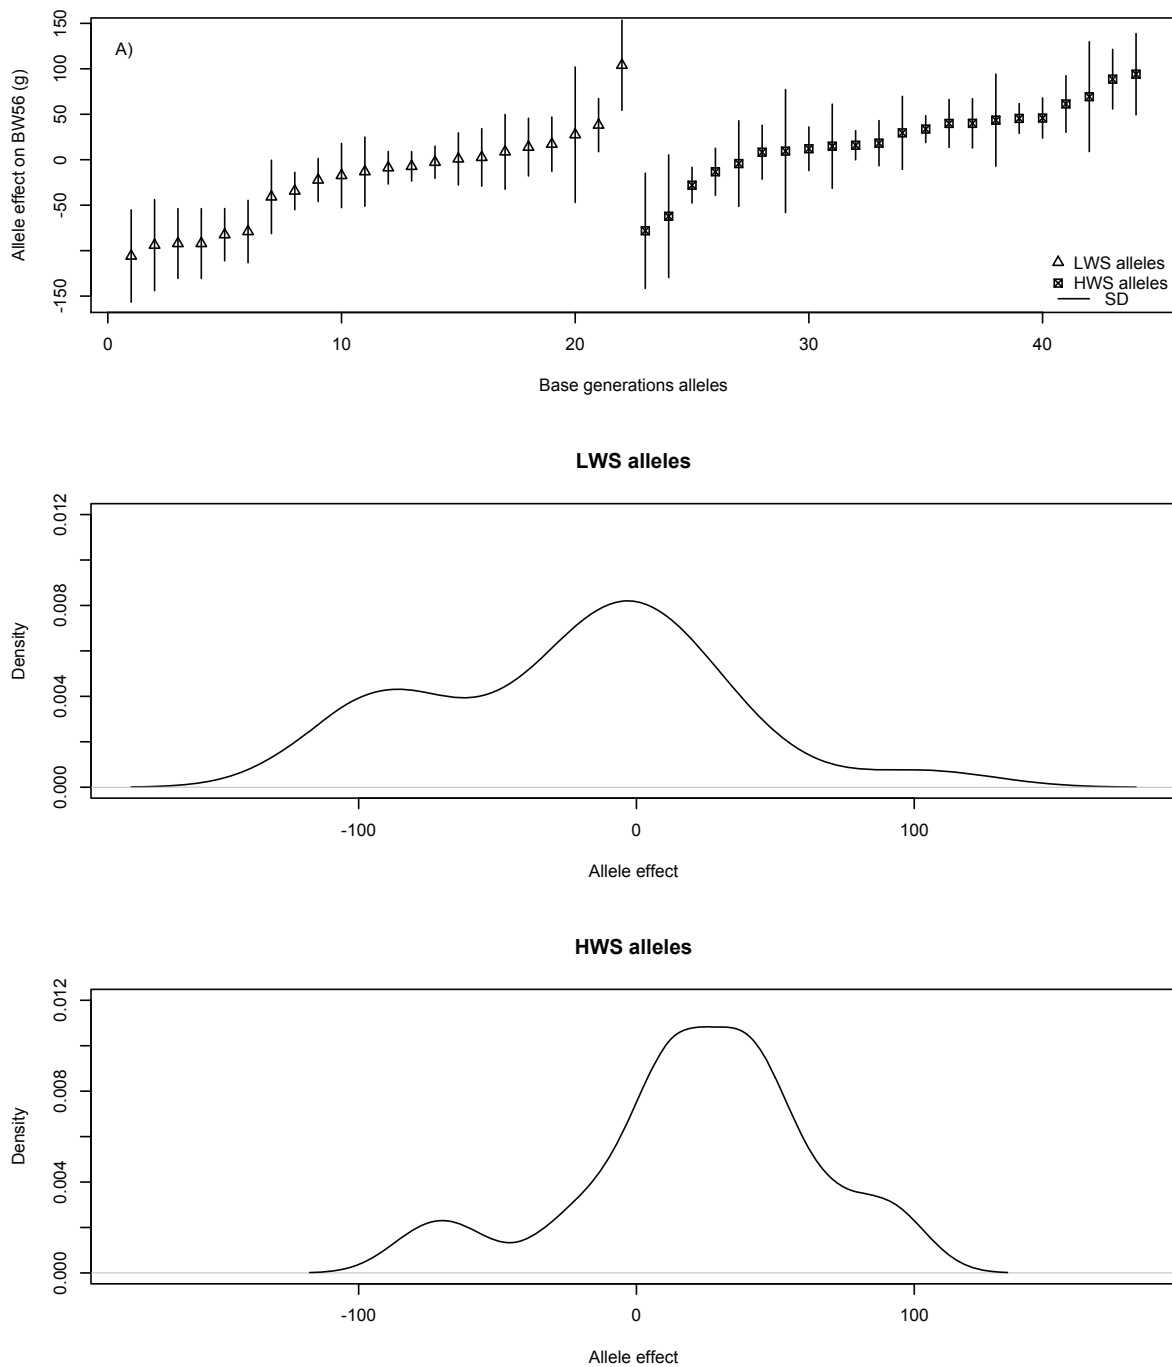 A)
Allele effect on BW56 (g)
150
100
50
0
-50
-150
LWS alleles
HWS alleles
SD
0 10 20 30 40
Base generations alleles
LWS alleles
Density
0.012
0.008
0.004
0.000
-100 0 100
Allele effect
HWS alleles
Density
0.012
0.008
0.004
0.000
-100 0 100
Allele effect